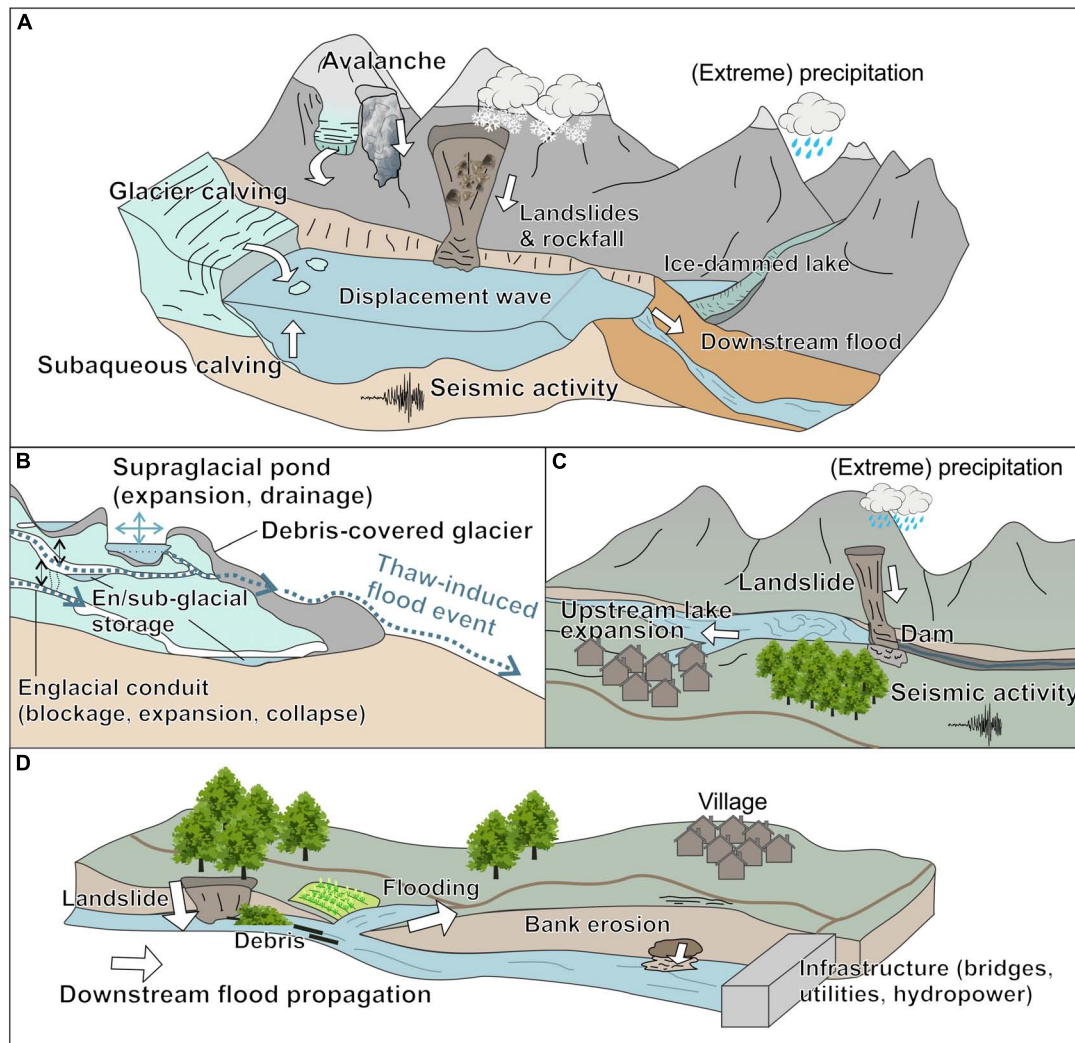 A
Avalanche
(Extreme) precipitation
Glacier calving
Landslides
& rockfall
Ice-dammed lake
Displacement wave
Downstream flood
Subaqueous calving
Seismic activity
B
Supraglacial pond
(expansion, drainage)
Debris-covered glacier
Thaw-induced
flood event
En/sub-glacial
storage
Englacial conduit
(blockage, expansion, collapse)
C
(Extreme) precipitation
Landslide
Upstream lake
expansion
Dam
Seismic activity
D
Village
Landslide
Flooding
Bank erosion
Debris
Infrastructure (bridges,
utilities, hydropower)
Downstream flood propagation